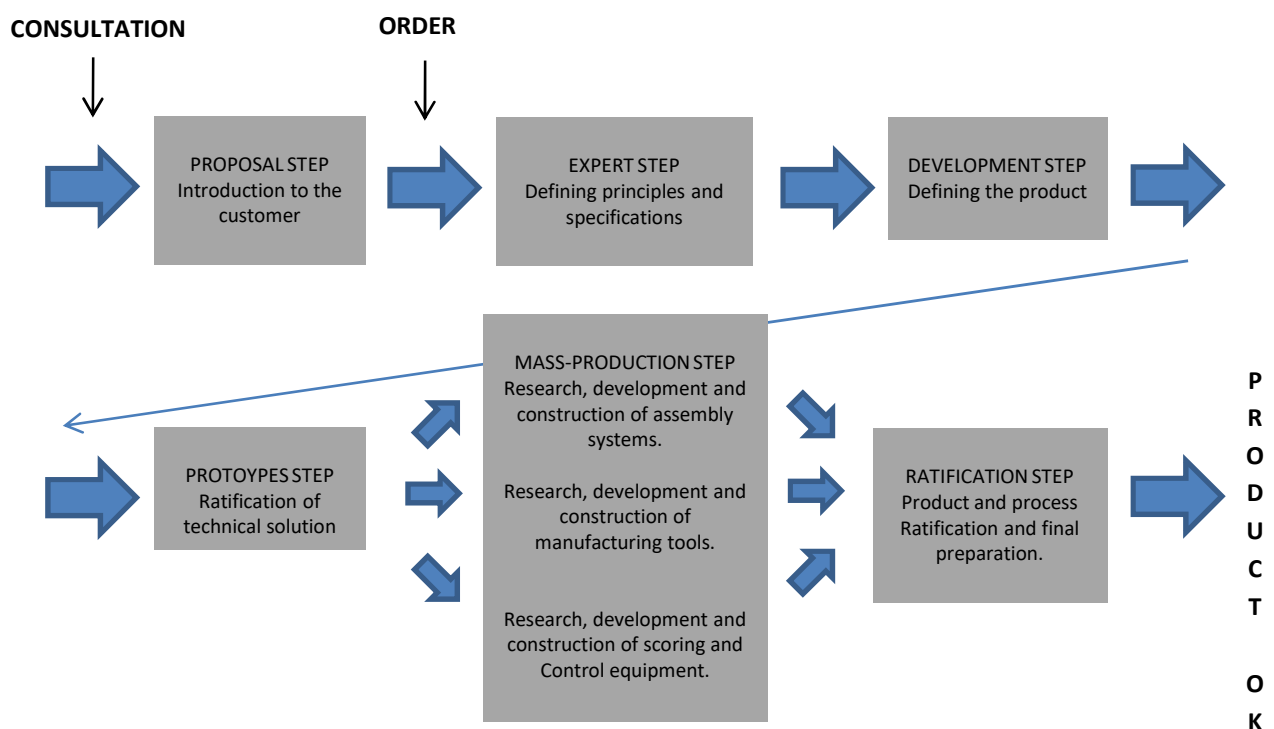 CONSULTATION
ORDER
PROPOSAL STEP
Introduction to the
customer
EXPERT STEP
Defining principles and
specifications
DEVELOPMENT STEP
Defining the product
PROTOYPES STEP
Ratification of
technical solution
MASS-PRODUCTION STEP
Research, development and
construction of assembly
systems.
Research, development and
construction of
manufacturing tools.
Research, development and
construction of scoring and
Control equipment.
RATIFICATION STEP
Product and process
Ratification and final
preparation.
P
R
O
D
U
C
T
O
K